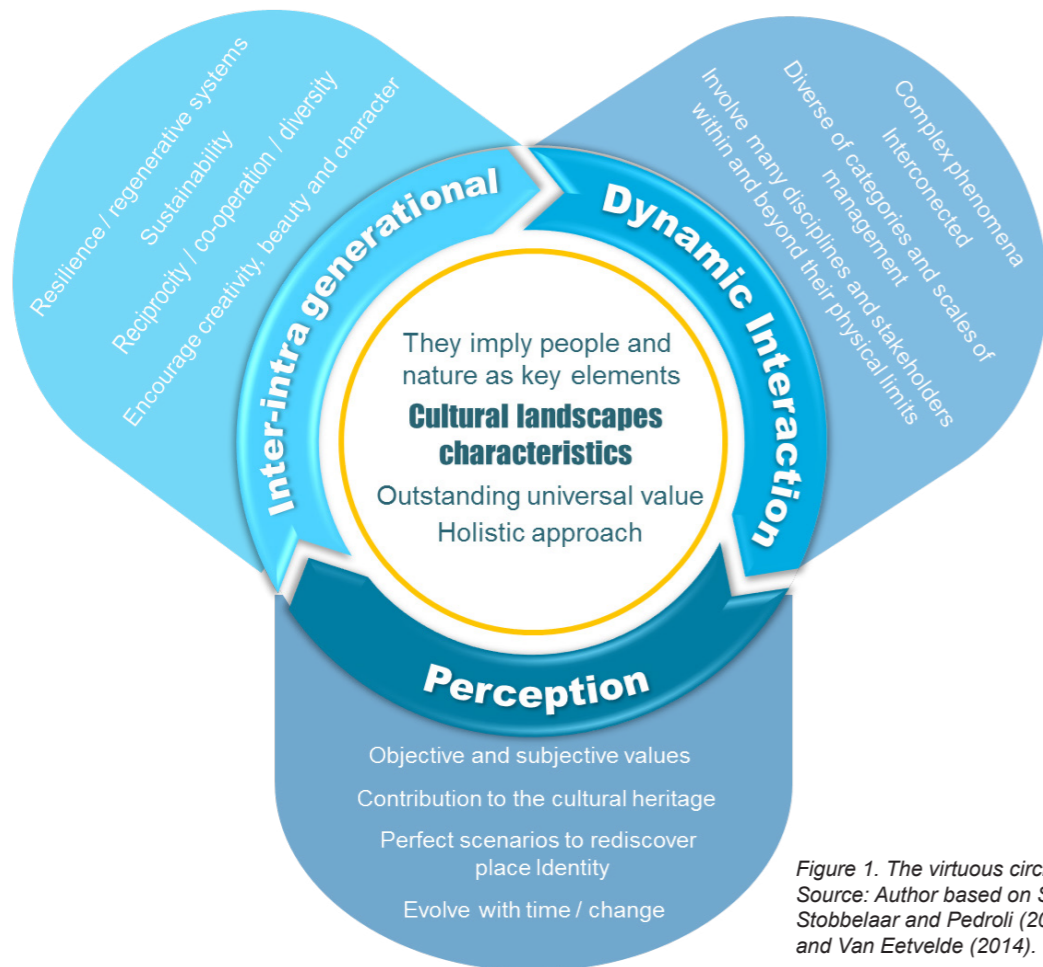 Resilience / regenerative systems
Sustainability
Reciprocity / co-operation / diversity
Encourage creativity, beauty and character
Inter-intra generational
Complex phenomena
Interconnected
Diverse of categories and scales of
management
Involve many disciplines and stakeholders
within and beyond their physical limits
Dynamic Interaction
They imply people and
nature as key elements
Cultural landscapes
characteristics
Outstanding universal value
Holistic approach
Perception
Objective and subjective values
Contribution to the cultural heritage
Perfect scenarios to rediscover
place Identity
Evolve with time / change
Figure 1. The virtuous
Source: Author based on
Stobbelaar and Pedroli
and Van Eetvelde (2014).